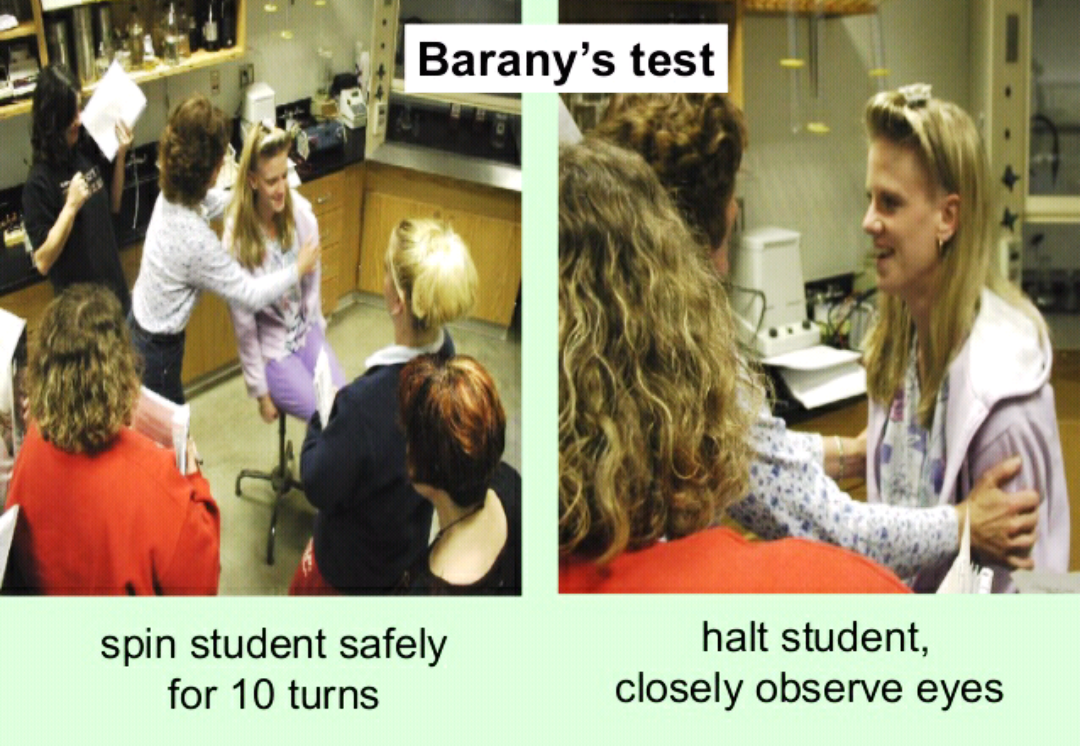 Barany’s test
spin student safely
for 10 turns
halt student,
closely observe eyes